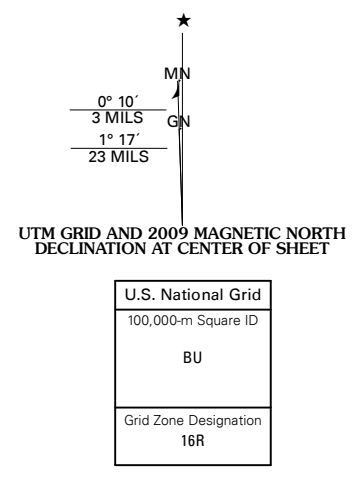 ★
MN
0° 10´
3 MILS
GN
1° 17´
23 MILS
UTM GRID AND 2009 MAGNETIC NORTH
DECLINATION AT CENTER OF SHEET
U.S. National Grid
100,000-m Square ID
BU
Grid Zone Designation
16R